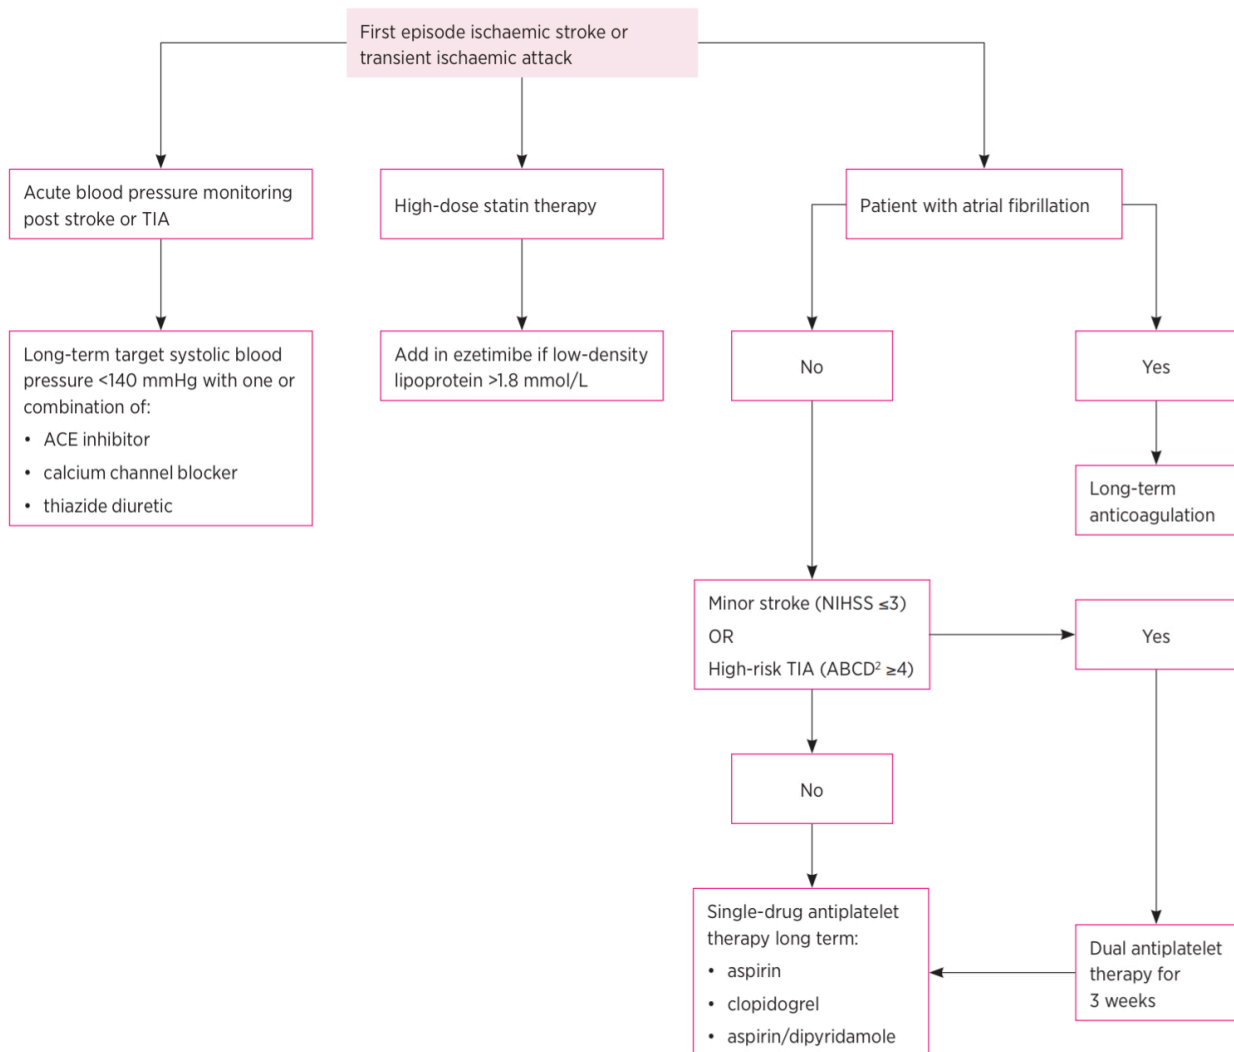 First episode ischaemic stroke or
transient ischaemic attack
Acute blood pressure monitoring
post stroke or TIA
High-dose statin therapy
Patient with atrial fibrillation
Long-term target systolic blood
pressure <140 mmHg with one or
combination of:
• ACE inhibitor
• calcium channel blocker
• thiazide diuretic
Add in ezetimibe if low-density
lipoprotein >1.8 mmol/L
No
Yes
Long-term
anticoagulation
Minor stroke (NIHSS ≤3)
OR
High-risk TIA (ABCD² ≥4)
Yes
No
Single-drug antiplatelet
therapy long term:
• aspirin
• clopidogrel
• aspirin/dipyridamole
Dual antiplatelet
therapy for
3 weeks